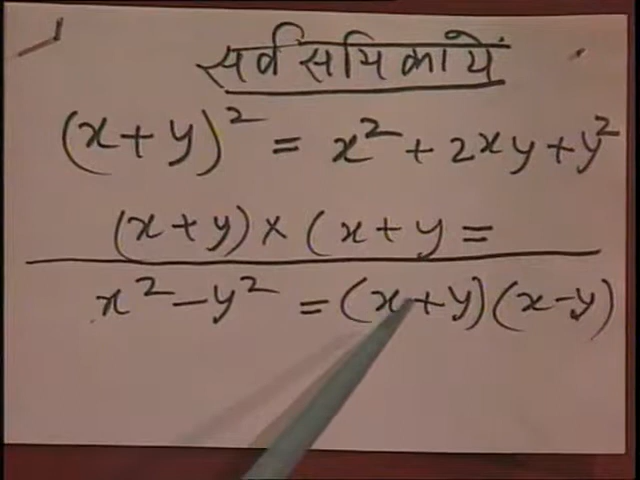 सर्वसमिकायें
(x+y)² = x² + 2xy + y²
(x+y) × (x+y =
x² - y² = (x+y)(x-y)